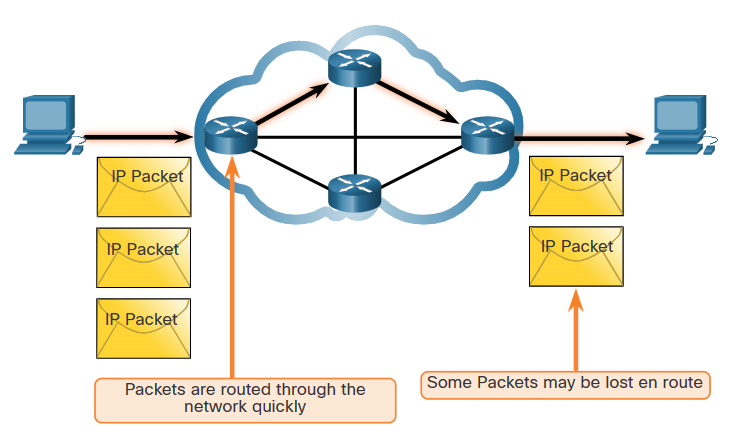 IP Packet
IP Packet
IP Packet
IP Packet
IP Packet
Packets are routed through the
network quickly
Some Packets may be lost en route